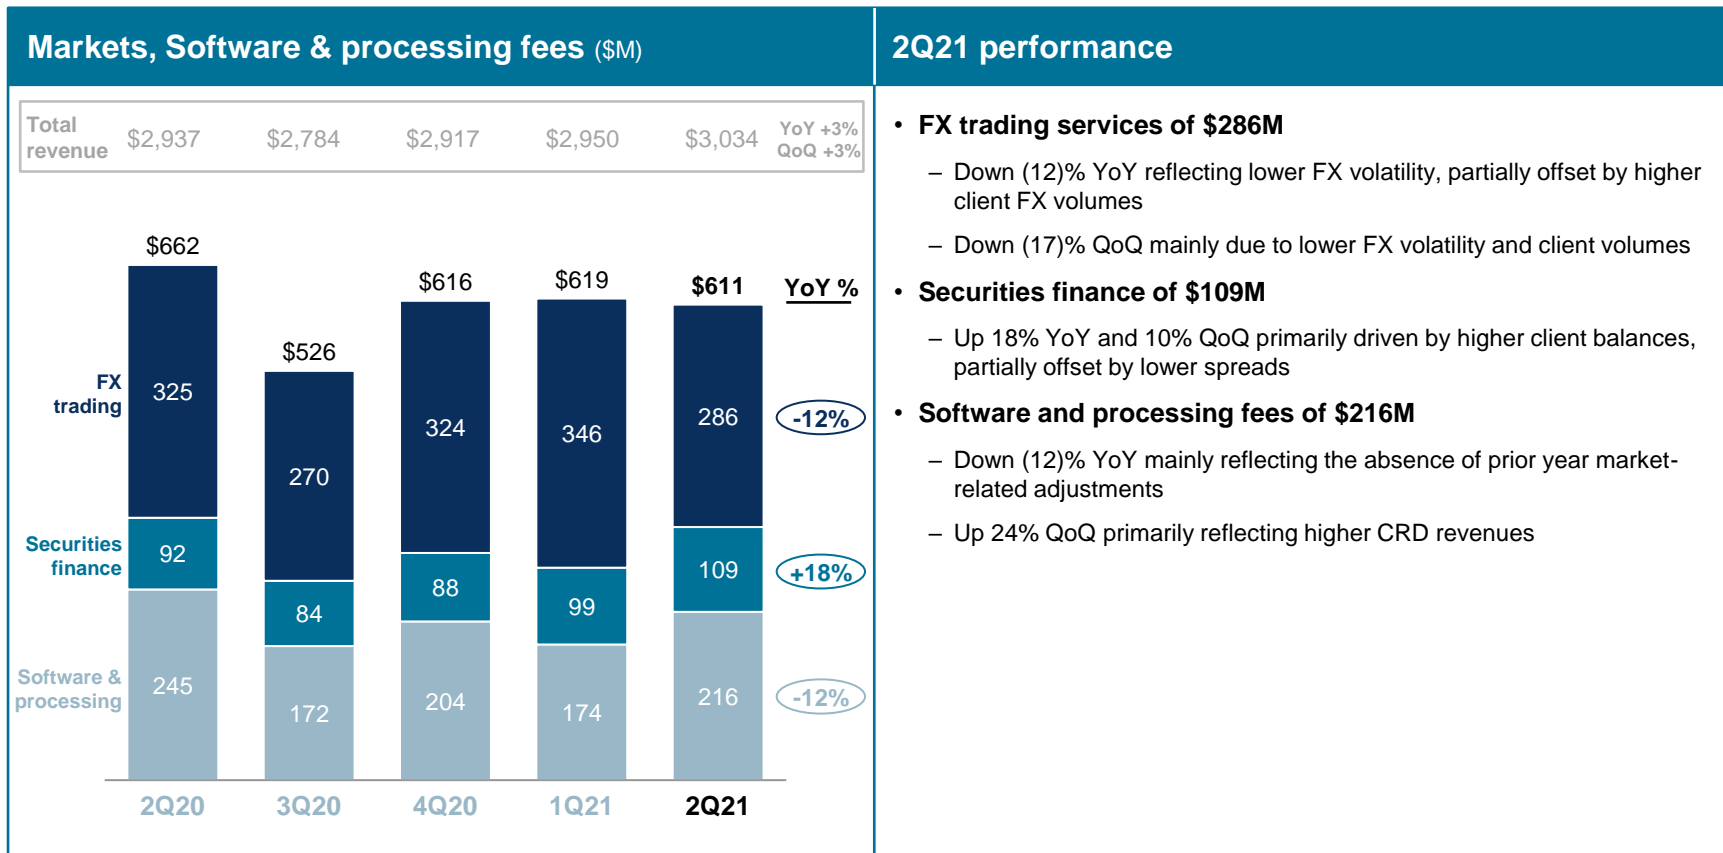 Markets, Software & processing fees ($M)
Total
revenue
$2,937
$2,784
$2,917
$2,950
$3,034
YoY +3%
QoQ +3%
$662
$526
$616
$619
$611
YoY %
FX
trading
325
270
324
346
286
-12%
Securities
finance
92
84
88
99
109
+18%
Software &
processing
245
172
204
174
216
-12%
2Q20
3Q20
4Q20
1Q21
2Q21
2Q21 performance
• FX trading services of $286M
– Down (12)% YoY reflecting lower FX volatility, partially offset by higher
client FX volumes
– Down (17)% QoQ mainly due to lower FX volatility and client volumes
• Securities finance of $109M
– Up 18% YoY and 10% QoQ primarily driven by higher client balances,
partially offset by lower spreads
• Software and processing fees of $216M
– Down (12)% YoY mainly reflecting the absence of prior year market-
related adjustments
– Up 24% QoQ primarily reflecting higher CRD revenues